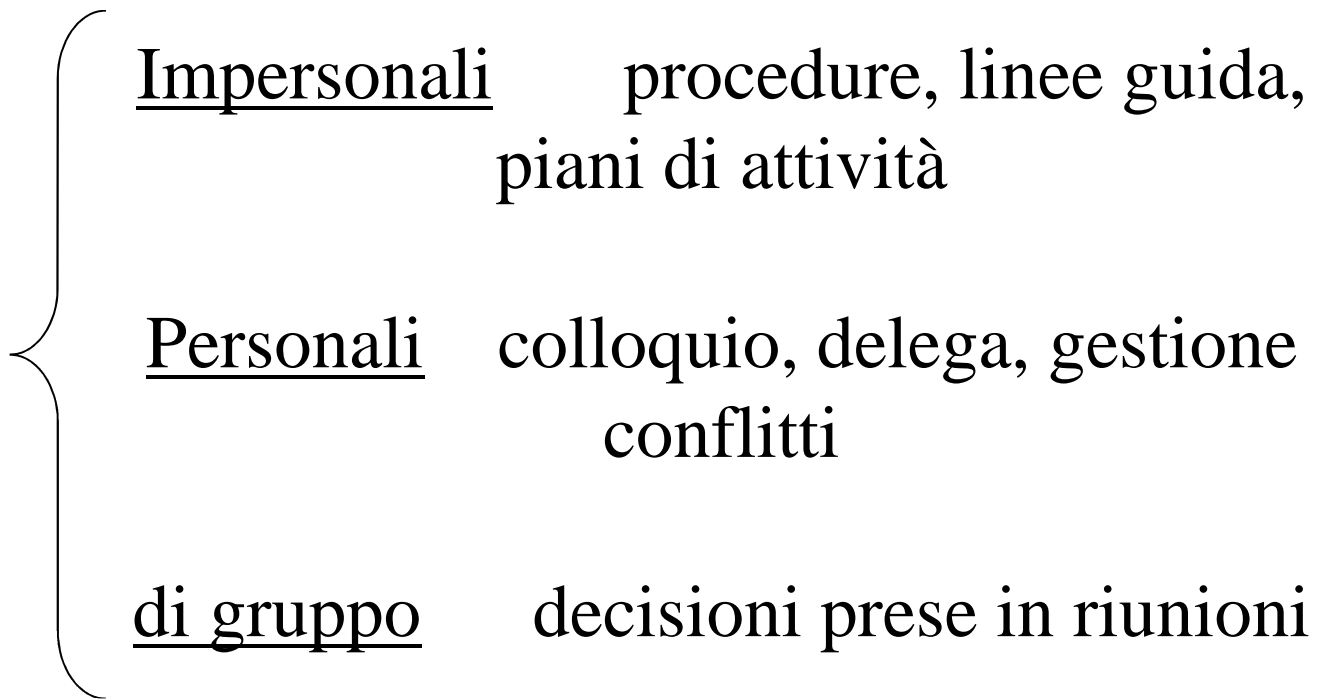 Impersonali procedure, linee guida,
piani di attività
Personali colloquio, delega, gestione
conflitti
di gruppo decisioni prese in riunioni